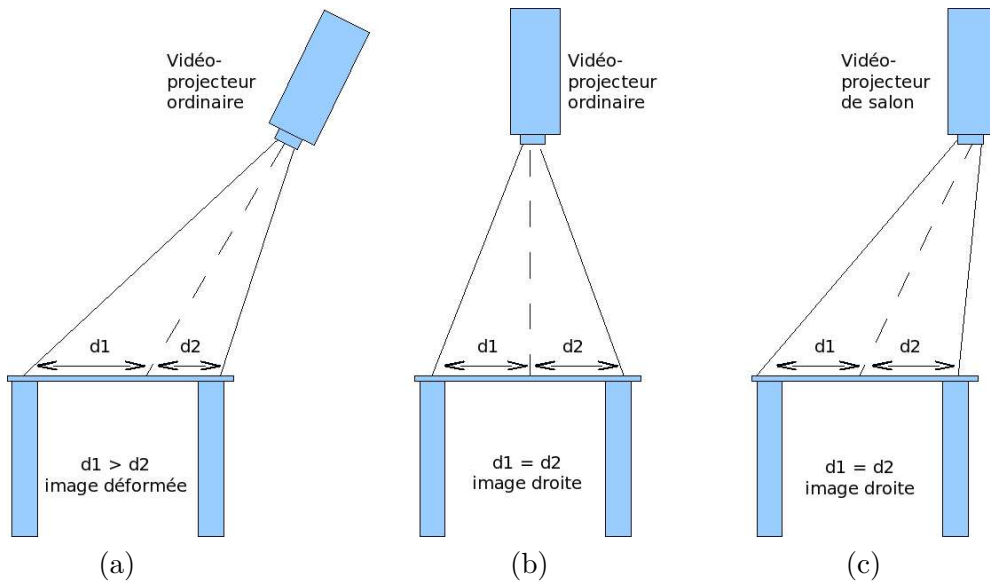 Vidéo-
projecteur
ordinaire
d1
d2
d1 > d2
image déformée
(a)
Vidéo-
projecteur
ordinaire
d1
d2
d1 = d2
image droite
(b)
Vidéo-
projecteur
de salon
d1
d2
d1 = d2
image droite
(c)